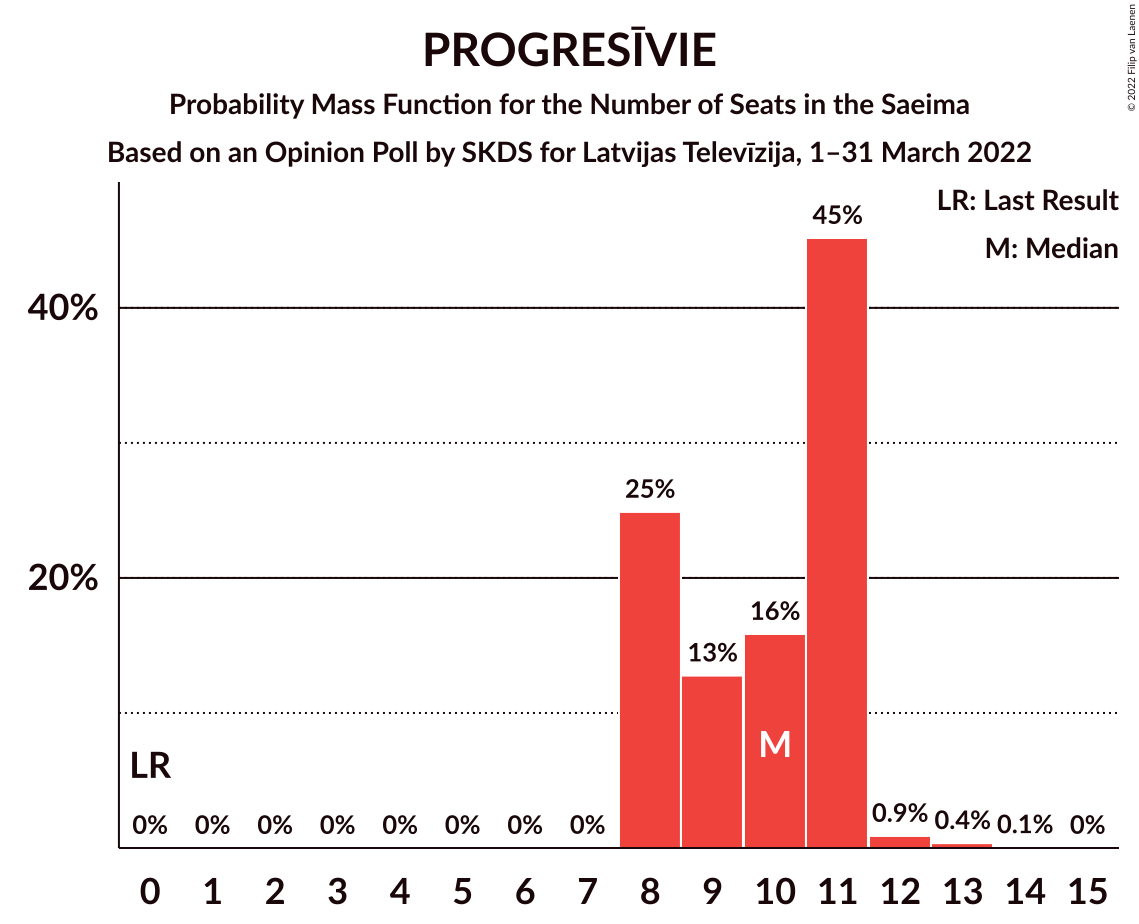 PROGRESĪVIE
Probability Mass Function for the Number of Seats in the Saeima
Based on an Opinion Poll by SKDS for Latvijas Televīzija, 1–31 March 2022
© 2022 Filip van Laenen
LR: Last Result
M: Median
45%
40%
25%
20%
16%
13%
M
LR
0% 0% 0% 0% 0% 0% 0% 0% 0.9% 0.4% 0.1% 0%
0 1 2 3 4 5 6 7 8 9 10 11 12 13 14 15